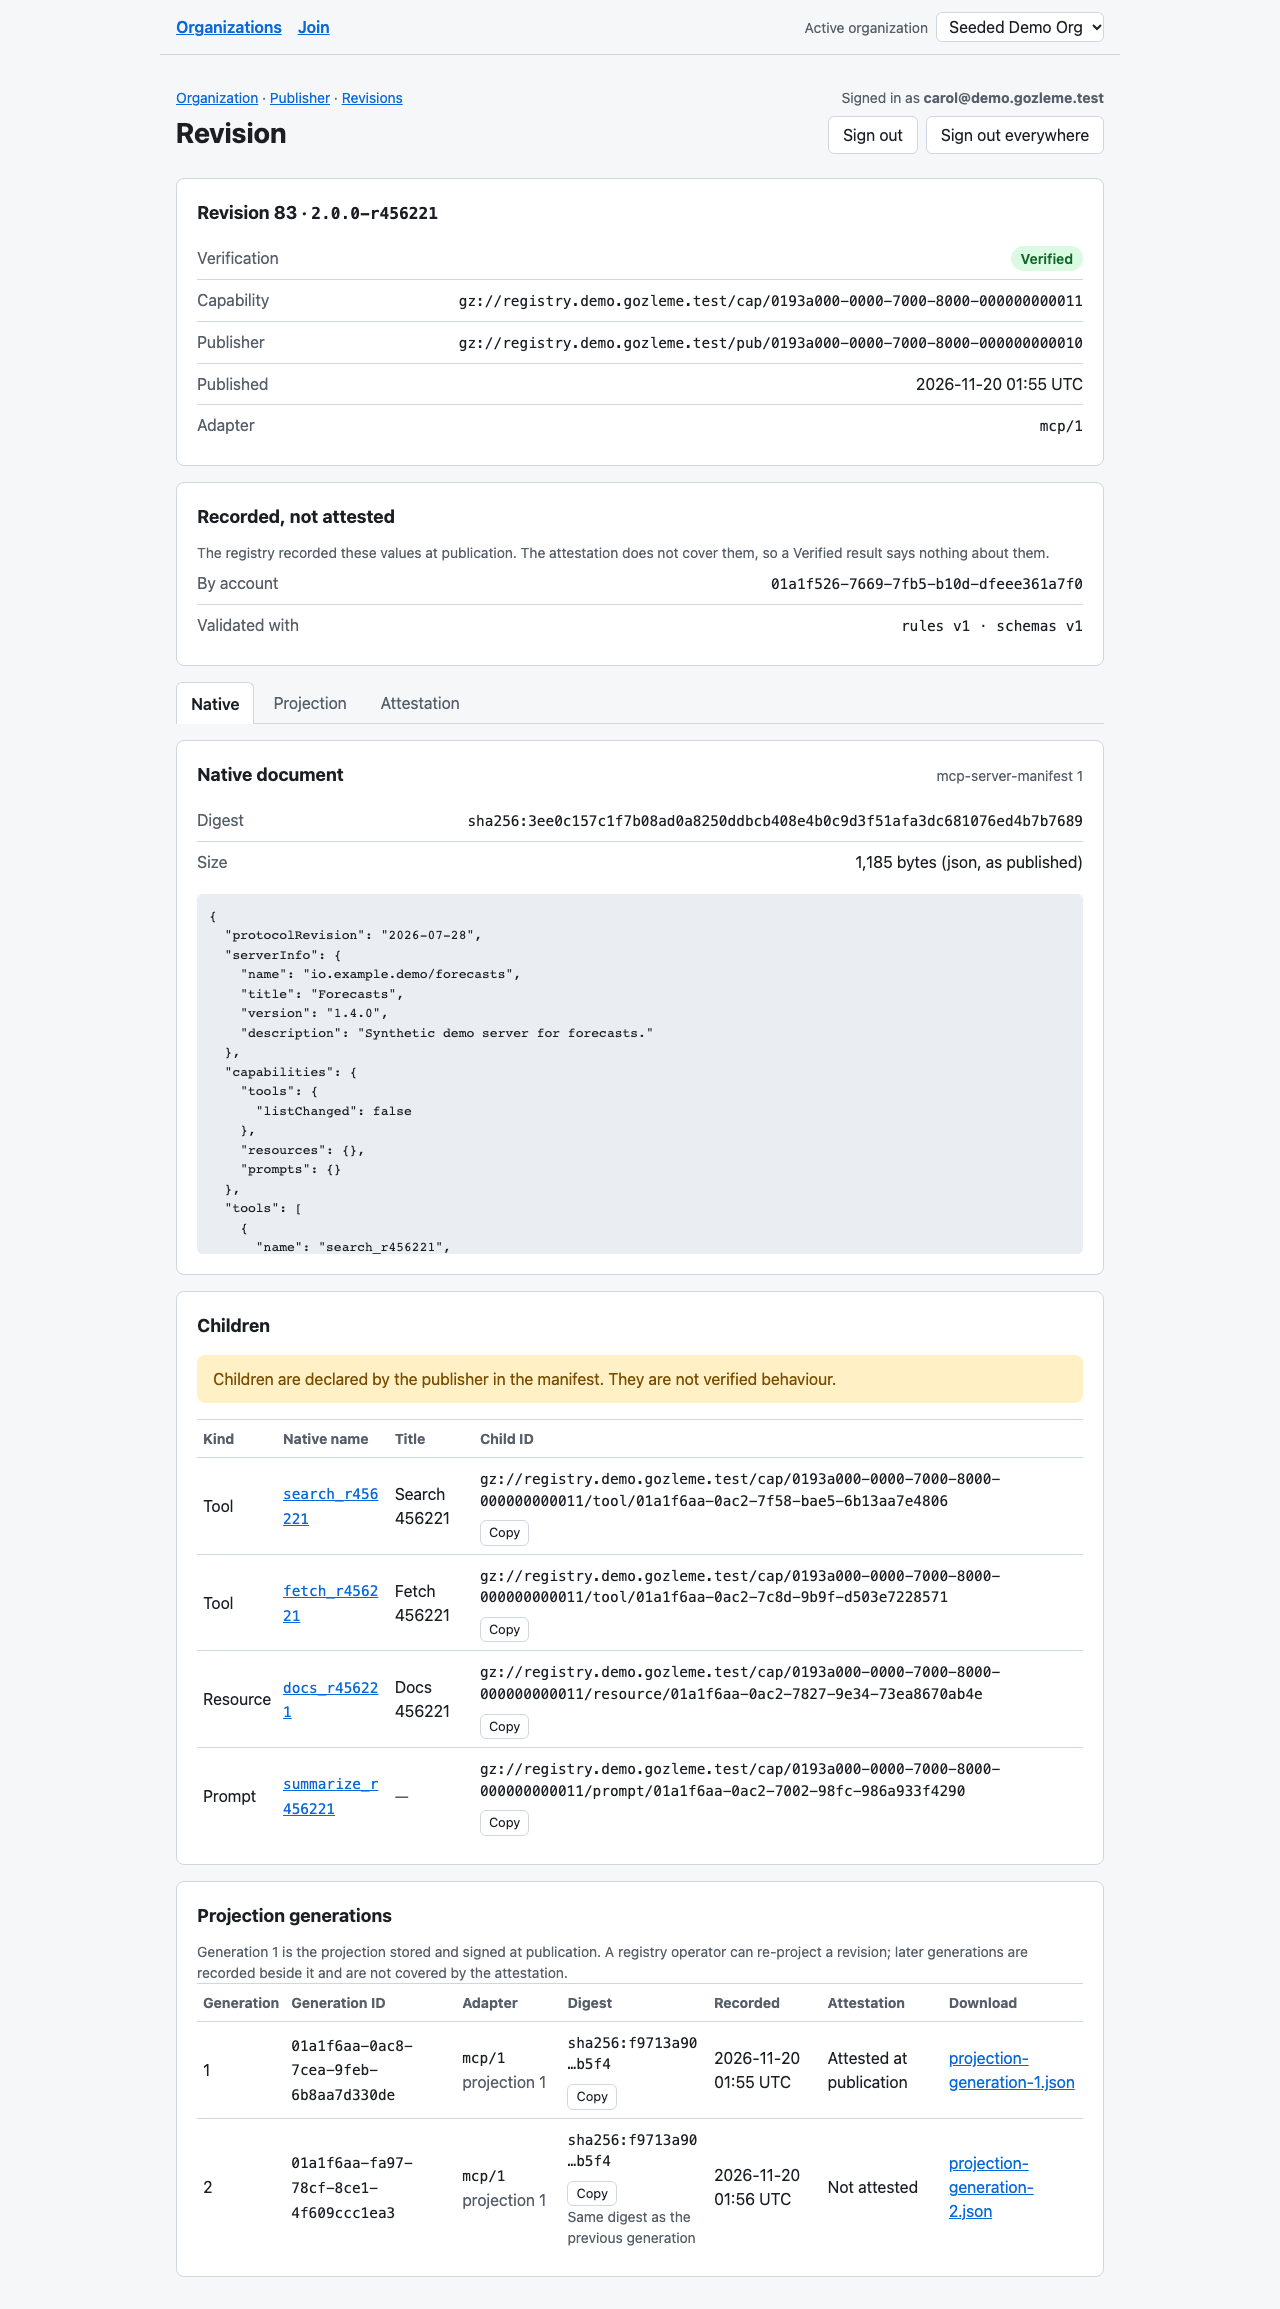 Organizations Join Active organization Seeded Demo Org
Organization · Publisher · Revisions Signed in as carol@demo.gozleme.test
Revision Sign out Sign out everywhere
Revision 83 · 2.0.0-r456221
Verification Verified
Capability gz://registry.demo.gozleme.test/cap/0193a000-0000-7000-8000-000000000011
Publisher gz://registry.demo.gozleme.test/pub/0193a000-0000-7000-8000-000000000010
Published 2026-11-20 01:55 UTC
Adapter mcp/1
Recorded, not attested
The registry recorded these values at publication. The attestation does not cover them, so a Verified result says nothing about them.
By account 01a1f526-7669-7fb5-b10d-dfeee361a7f0
Validated with rules v1 · schemas v1
Native Projection Attestation
Native document mcp-server-manifest 1
Digest sha256:3ee0c157c1f7b08ad0a8250ddbcb408e4b0c9d3f51afa3dc681076ed4b7b7689
Size 1,185 bytes (json, as published)
{
"protocolRevision": "2026-07-28",
"serverInfo": {
"name": "io.example.demo/forecasts",
"title": "Forecasts",
"version": "1.4.0",
"description": "Synthetic demo server for forecasts."
},
"capabilities": {
"tools": {
"listChanged": false
},
"resources": {},
"prompts": {}
},
"tools": [
{
"name": "search_r456221",
Children
Children are declared by the publisher in the manifest. They are not verified behaviour.
Kind Native name Title Child ID
Tool
search_r456
221
Search
456221
gz://registry.demo.gozleme.test/cap/0193a000-0000-7000-8000-
000000000011/tool/01a1f6aa-0ac2-7f58-bae5-6b13aa7e4806
Copy
Tool
fetch_r4562
21
Fetch
456221
gz://registry.demo.gozleme.test/cap/0193a000-0000-7000-8000-
000000000011/tool/01a1f6aa-0ac2-7c8d-9b9f-d503e7228571
Copy
Resource
docs_r45622
1
Docs
456221
gz://registry.demo.gozleme.test/cap/0193a000-0000-7000-8000-
000000000011/resource/01a1f6aa-0ac2-7827-9e34-73ea8670ab4e
Copy
Prompt
summarize_r
456221
—
gz://registry.demo.gozleme.test/cap/0193a000-0000-7000-8000-
000000000011/prompt/01a1f6aa-0ac2-7002-98fc-986a933f4290
Copy
Projection generations
Generation 1 is the projection stored and signed at publication. A registry operator can re-project a revision; later generations are
recorded beside it and are not covered by the attestation.
Generation Generation ID Adapter Digest Recorded Attestation Download
1
01a1f6aa-0ac8-
7cea-9feb-
6b8aa7d330de
mcp/1
projection 1
sha256:f9713a90
…b5f4
Copy
2026-11-20
01:55 UTC
Attested at
publication
projection-
generation-1.json
2
01a1f6aa-fa97-
78cf-8ce1-
4f609ccc1ea3
mcp/1
projection 1
sha256:f9713a90
…b5f4
Copy
Same digest as the
previous generation
2026-11-20
01:56 UTC
Not attested
projection-
generation-
2.json